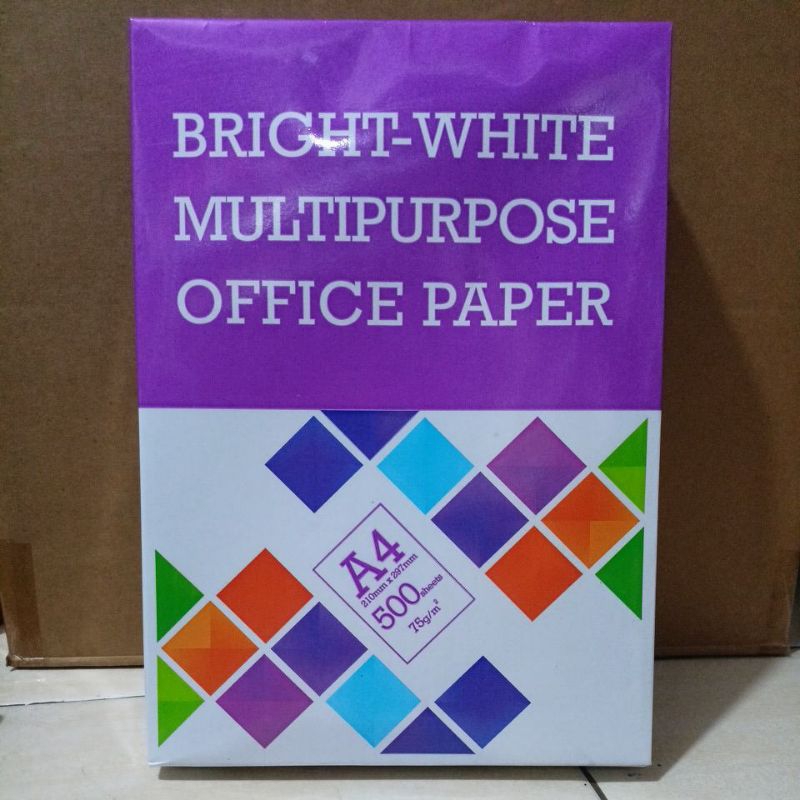 BRIGHT-WHITE
MULTIPURPOSE
OFFICE PAPER
A4
210mm x 297mm
500 sheets
75g/m²